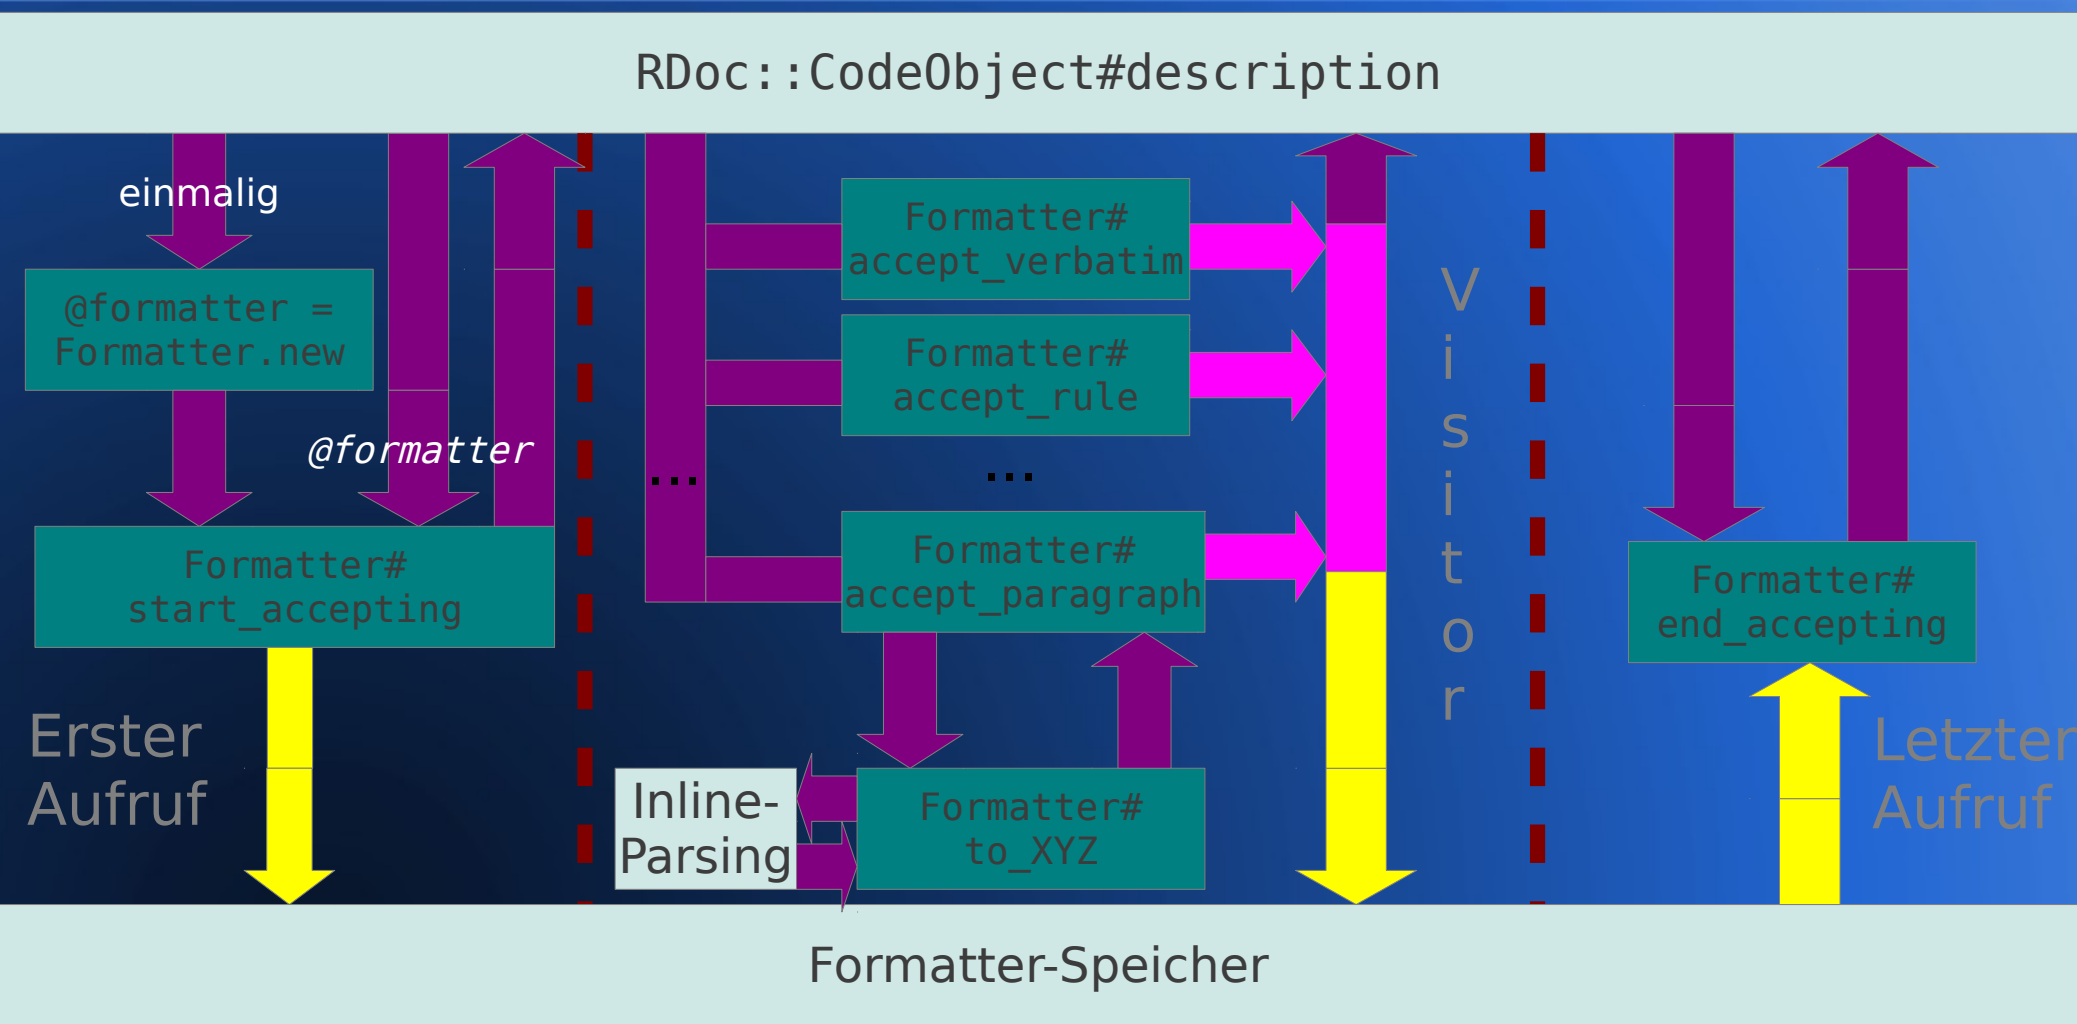 RDoc::CodeObject#description
einmalig
@formatter =
Formatter.new
@formatter
Formatter#
start_accepting
Erster
Aufruf
...
Formatter#
accept_verbatim
Formatter#
accept_rule
...
Formatter#
accept_paragraph
Inline-
Parsing
Formatter#
to_XYZ
V
i
s
i
t
o
r
Formatter#
end_accepting
Letzter
Aufruf
Formatter-Speicher